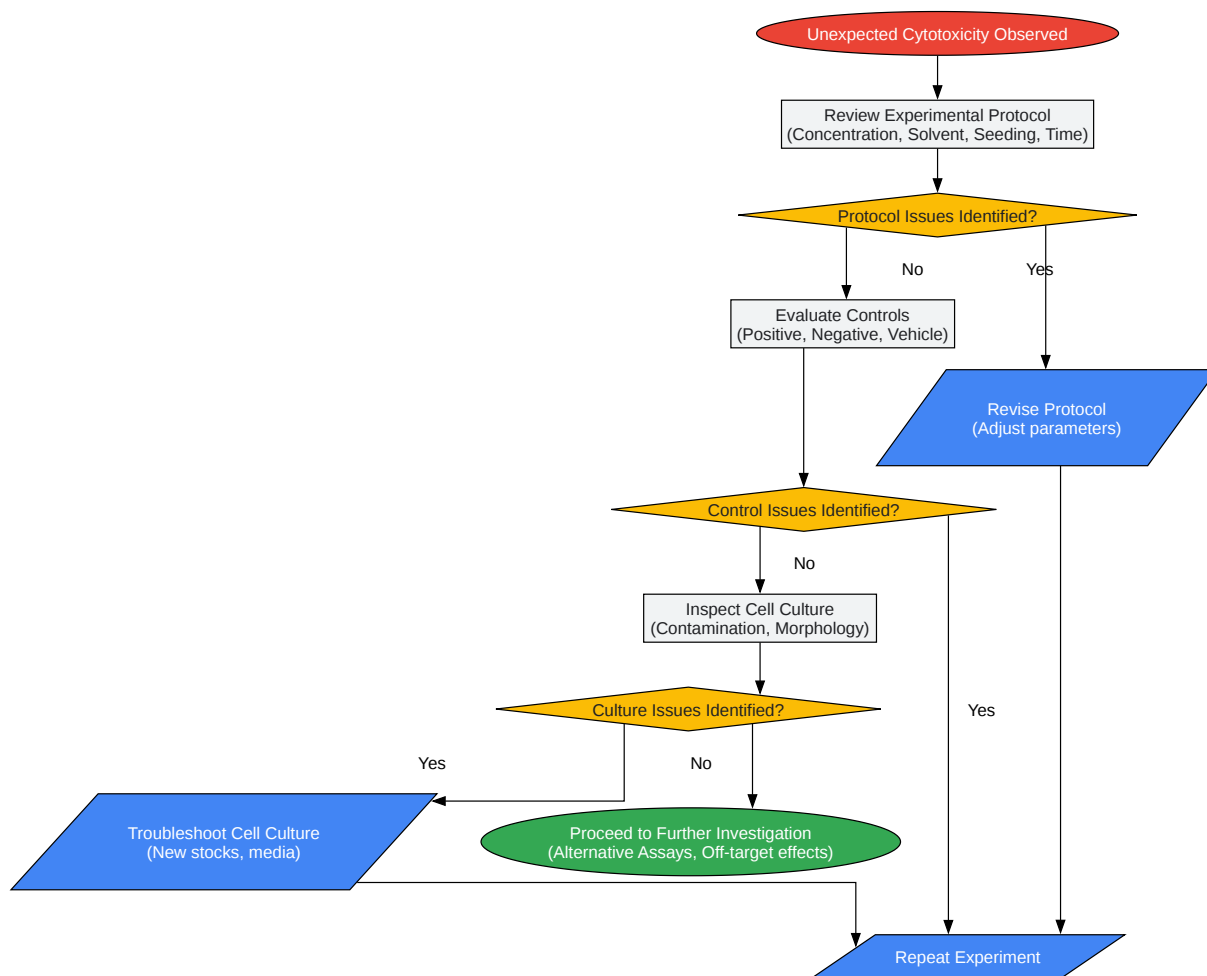 Unexpected Cytotoxicity Observed
Review Experimental Protocol
(Concentration, Solvent, Seeding, Time)
Protocol Issues Identified?
No
Yes
Evaluate Controls
(Positive, Negative, Vehicle)
Revise Protocol
(Adjust parameters)
Control Issues Identified?
No
Inspect Cell Culture
(Contamination, Morphology)
Culture Issues Identified?
Yes
Yes
No
Troubleshoot Cell Culture
(New stocks, media)
Proceed to Further Investigation
(Alternative Assays, Off-target effects)
Repeat Experiment